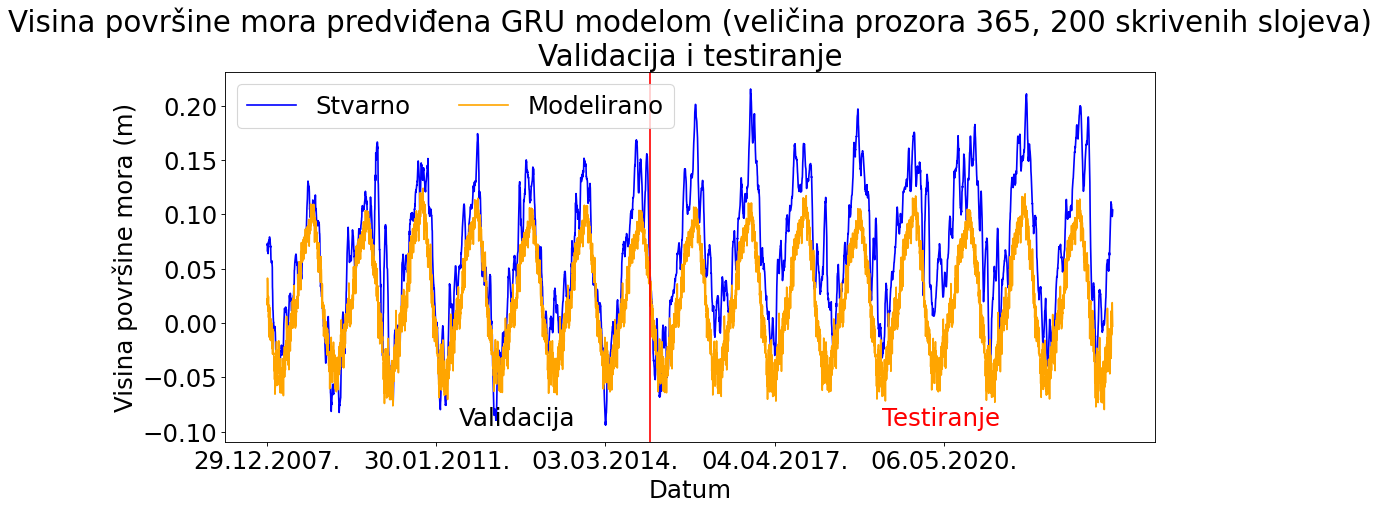 Visina površine mora predviđena GRU modelom (veličina prozora 365, 200 skrivenih slojeva)
Validacija i testiranje
Stvarno
Modelirano
Visina površine mora (m)
0.20
0.15
0.10
0.05
0.00
−0.05
−0.10
Validacija
Testiranje
29.12.2007.
30.01.2011.
03.03.2014.
04.04.2017.
06.05.2020.
Datum